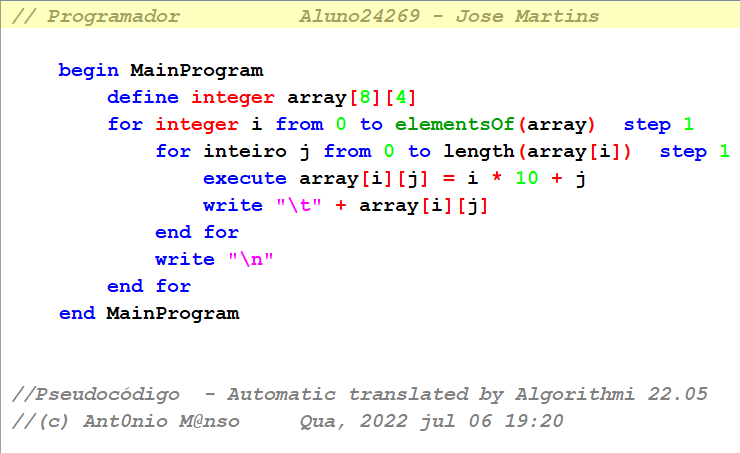 // Programador          Aluno24269 - Jose Martins
    begin MainProgram
        define integer array[8][4]
        for integer i from 0 to elementsOf(array)  step 1
            for inteiro j from 0 to length(array[i])  step 1
                execute array[i][j] = i * 10 + j
                write "\t" + array[i][j]
            end for
            write "\n"
        end for
    end MainProgram
//Pseudocódigo  - Automatic translated by Algorithmi 22.05
//(c) Ant0nio M@nso     Qua, 2022 jul 06 19:20